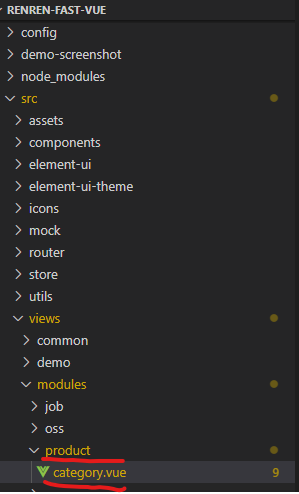 RENREN-FAST-VUE
config
demo-screenshot
node_modules
src
assets
components
element-ui
element-ui-theme
icons
mock
router
store
utils
views
common
demo
modules
job
oss
product
category.vue 9